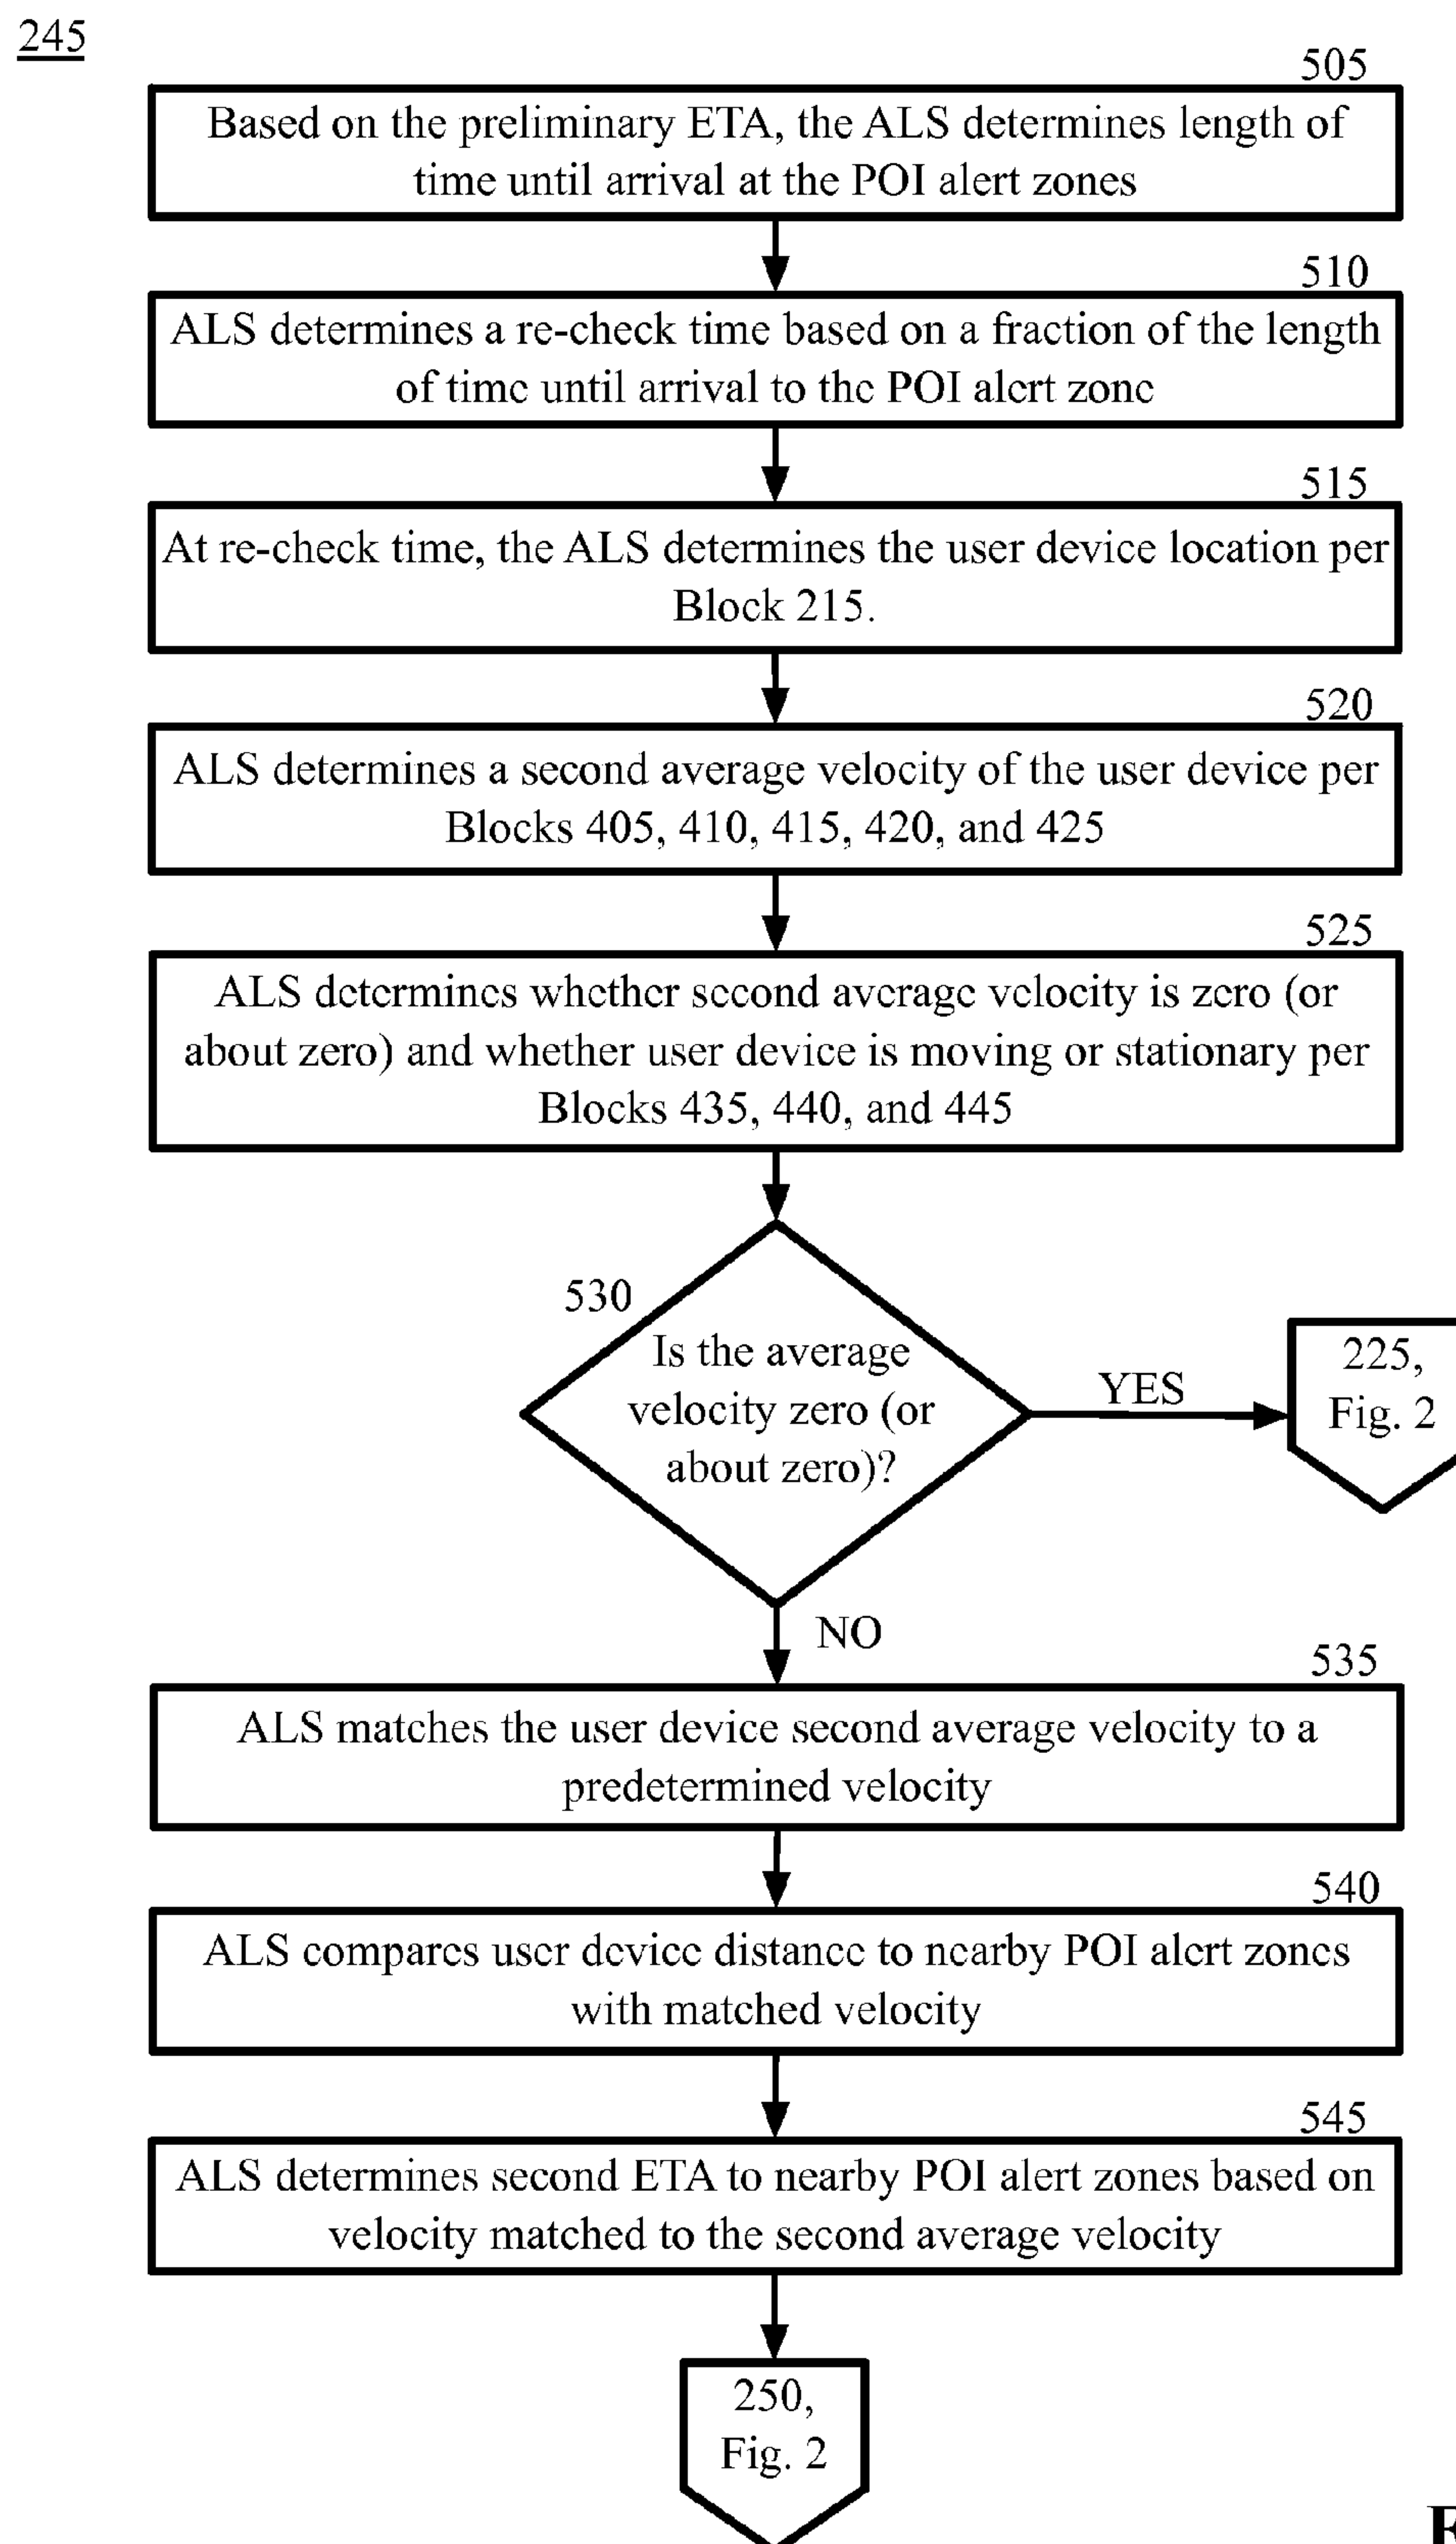 245
505
Based on the preliminary ETA, the ALS determines length of
time until arrival at the POI alert zones
510
ALS determines a re-check time based on a fraction of the length
of time until arrival to the POI alert zone
515
At re-check time, the ALS determines the user device location per
Block 215.
520
ALS determines a second average velocity of the user device per
Blocks 405, 410, 415, 420, and 425
525
ALS determines whether second average velocity is zero (or
about zero) and whether user device is moving or stationary per
Blocks 435, 440, and 445
530
Is the average
velocity zero (or
about zero)?
YES
225,
Fig. 2
NO
535
ALS matches the user device second average velocity to a
predetermined velocity
540
ALS compares user device distance to nearby POI alert zones
with matched velocity
545
ALS determines second ETA to nearby POI alert zones based on
velocity matched to the second average velocity
250,
Fig. 2